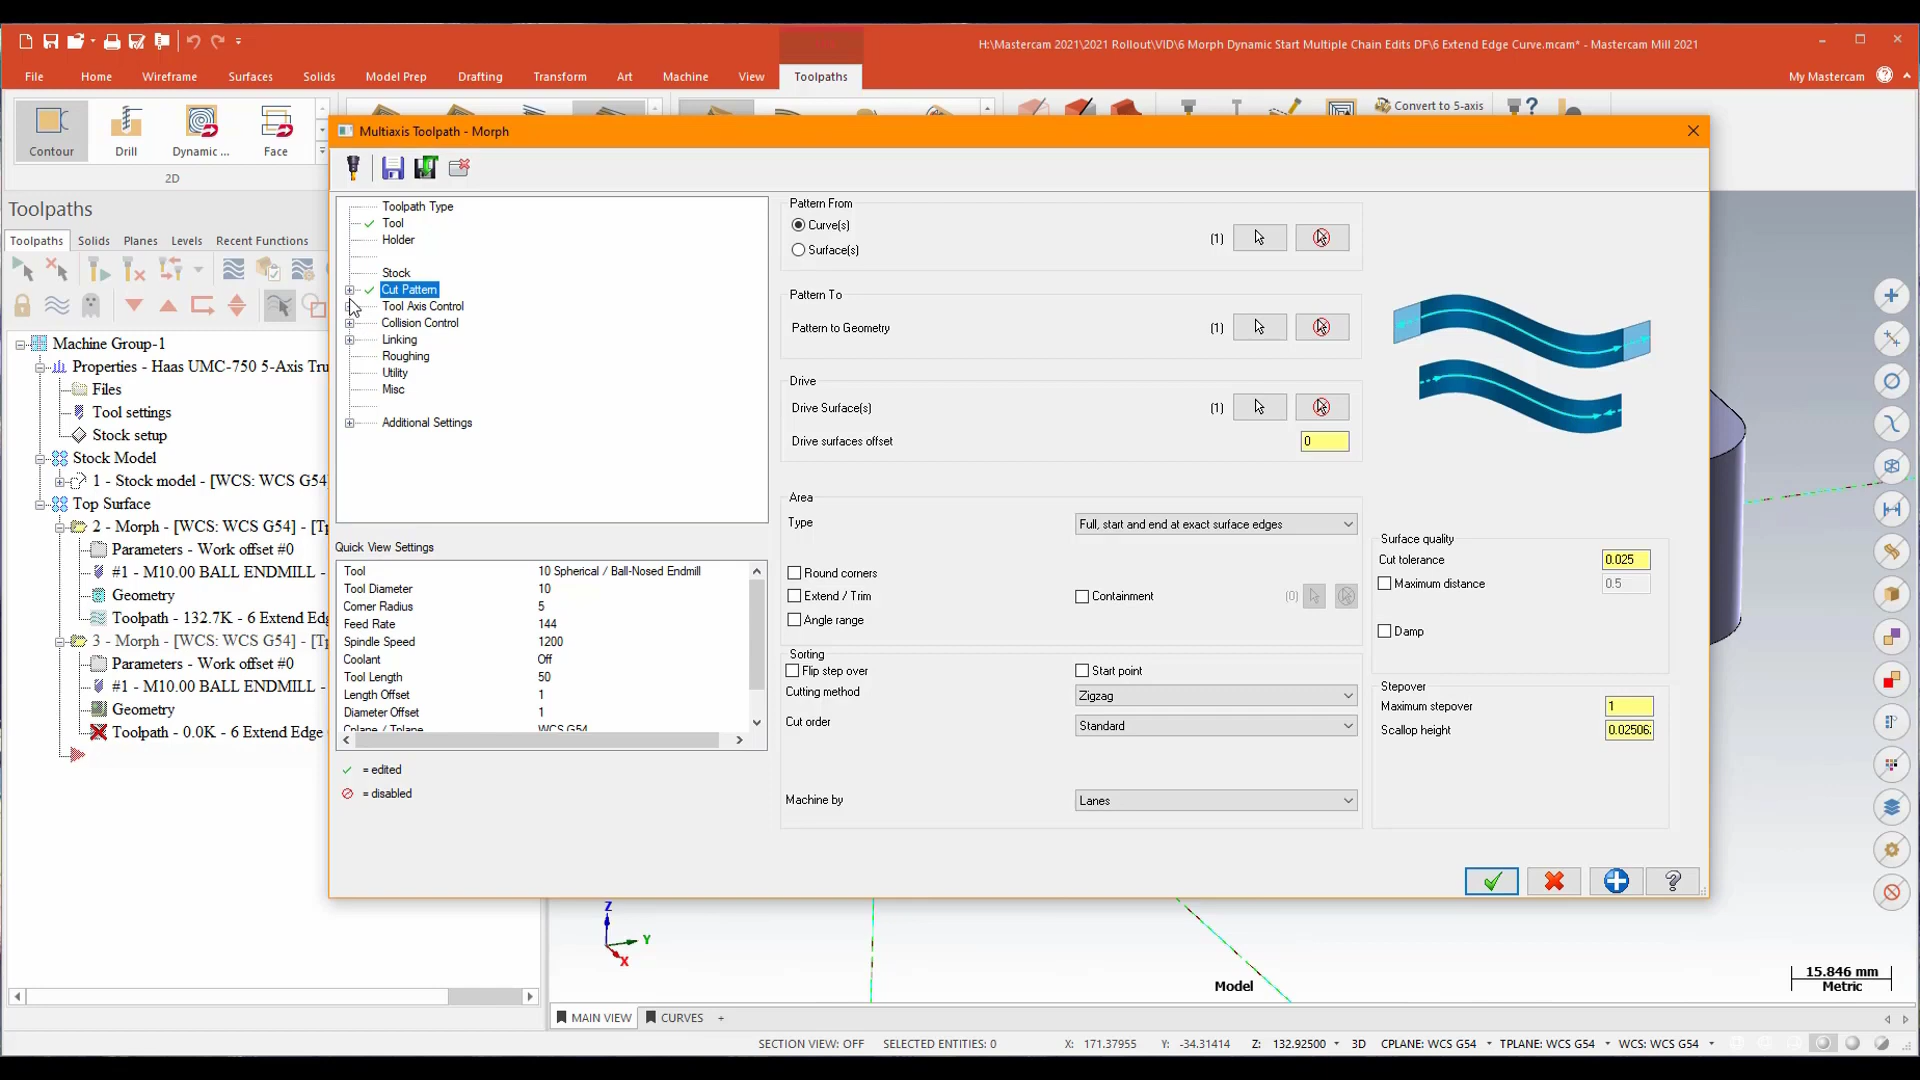 H:\Mastercam 2021\2021 Rollout\VID\6 Morph Dynamic Start Multiple Chain Edits DF\6 Extend Edge Curve.mcam* - Mastercam Mill 2021
File Home Wireframe Surfaces Solids Model Prep Drafting Transform Art Machine View Toolpaths My Mastercam
Convert to 5-axis
Contour Drill Dynamic ... Face
2D
Multiaxis Toolpath - Morph
Toolpaths
Toolpaths Solids Planes Levels Recent Functions
Machine Group-1
Properties - Haas UMC-750 5-Axis Tru
Files
Tool settings
Stock setup
Stock Model
1 - Stock model - [WCS: WCS G54]
Top Surface
2 - Morph - [WCS: WCS G54] - [Tp
Parameters - Work offset #0
#1 - M10.00 BALL ENDMILL -
Geometry
Toolpath - 132.7K - 6 Extend Edg
3 - Morph - [WCS: WCS G54] - [Tp
Parameters - Work offset #0
#1 - M10.00 BALL ENDMILL -
Geometry
Toolpath - 0.0K - 6 Extend Edge
Toolpath Type
Tool
Holder
Stock
Cut Pattern
Tool Axis Control
Collision Control
Linking
Roughing
Utility
Misc
Additional Settings
Quick View Settings
Tool 10 Spherical / Ball-Nosed Endmill
Tool Diameter 10
Corner Radius 5
Feed Rate 144
Spindle Speed 1200
Coolant Off
Tool Length 50
Length Offset 1
Diameter Offset 1
Cplane / Tplane WCS G54
= edited
= disabled
Pattern From
Curve(s) (1)
Surface(s)
Pattern To
Pattern to Geometry (1)
Drive
Drive Surface(s) (1)
Drive surfaces offset 0
Area
Type Full, start and end at exact surface edges
Round corners
Extend / Trim Containment (0)
Angle range
Sorting
Flip step over Start point
Cutting method Zigzag
Cut order Standard
Machine by Lanes
Surface quality
Cut tolerance 0.025
Maximum distance 0.5
Damp
Stepover
Maximum stepover 1
Scallop height 0.02506
Z
Y
X
Model
15.846 mm
Metric
MAIN VIEW CURVES +
SECTION VIEW: OFF SELECTED ENTITIES: 0 X: 171.37955 Y: -34.31414 Z: 132.92500 3D CPLANE: WCS G54 TPLANE: WCS G54 WCS: WCS G54